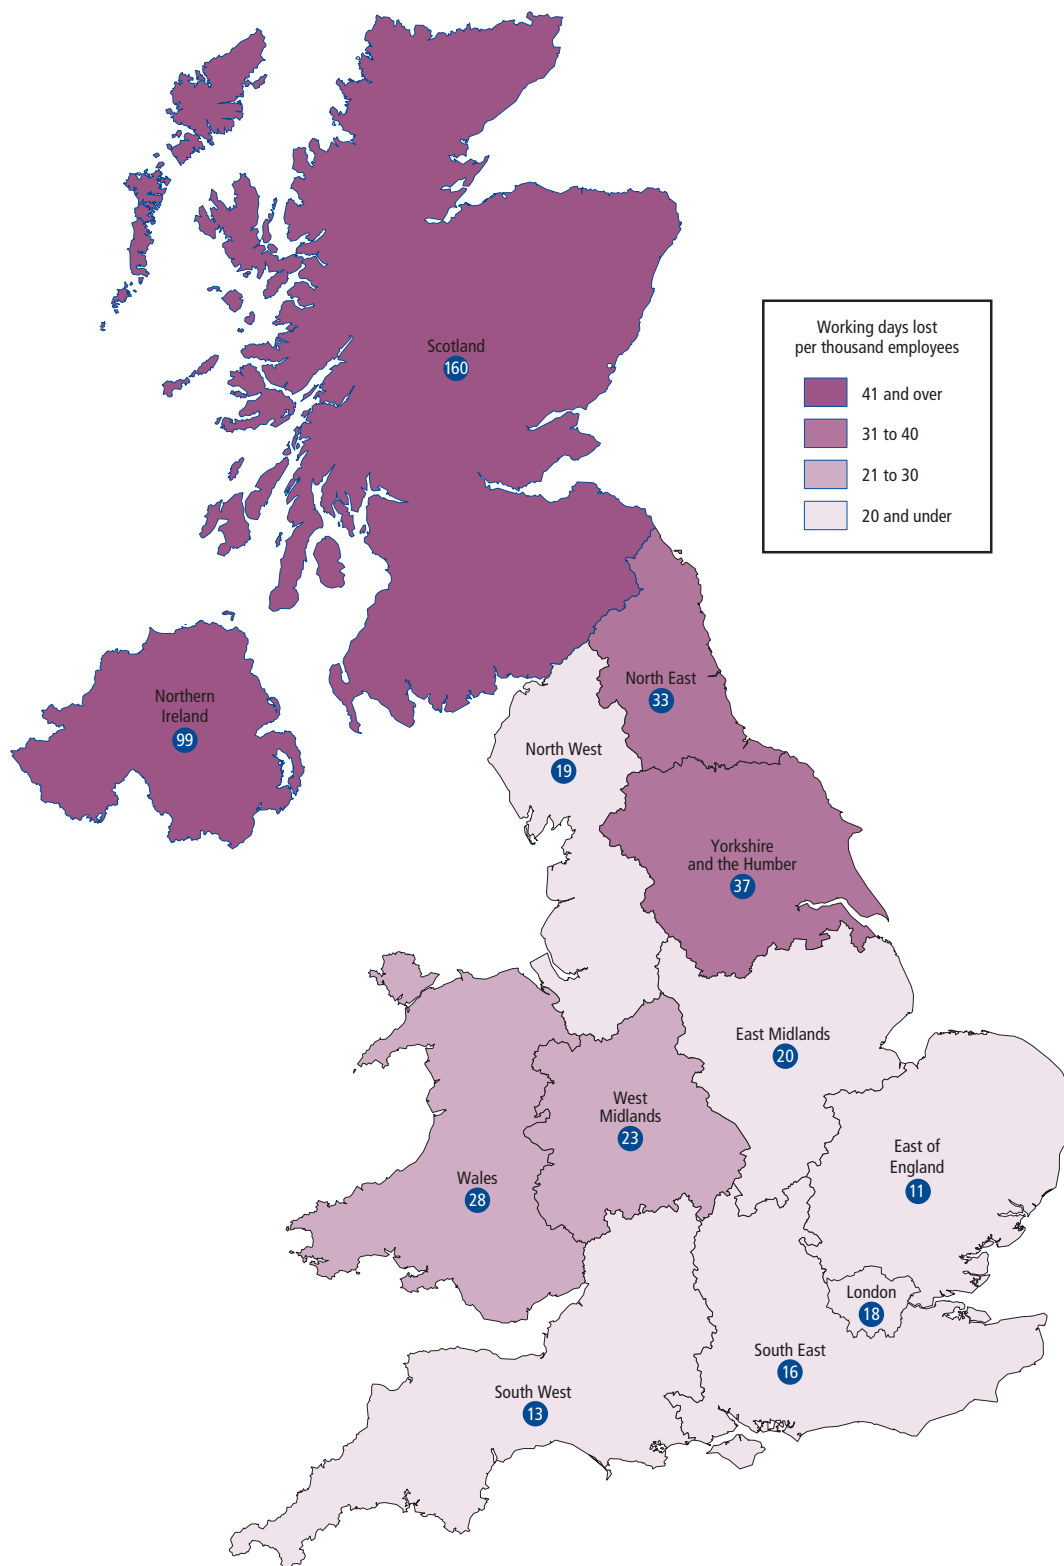 Working days lost
per thousand employees
41 and over
31 to 40
21 to 30
20 and under
Scotland
160
Northern
Ireland
99
North East
33
North West
19
Yorkshire
and the Humber
37
East Midlands
20
West
Midlands
23
East of
England
11
Wales
28
London
18
South East
16
South West
13